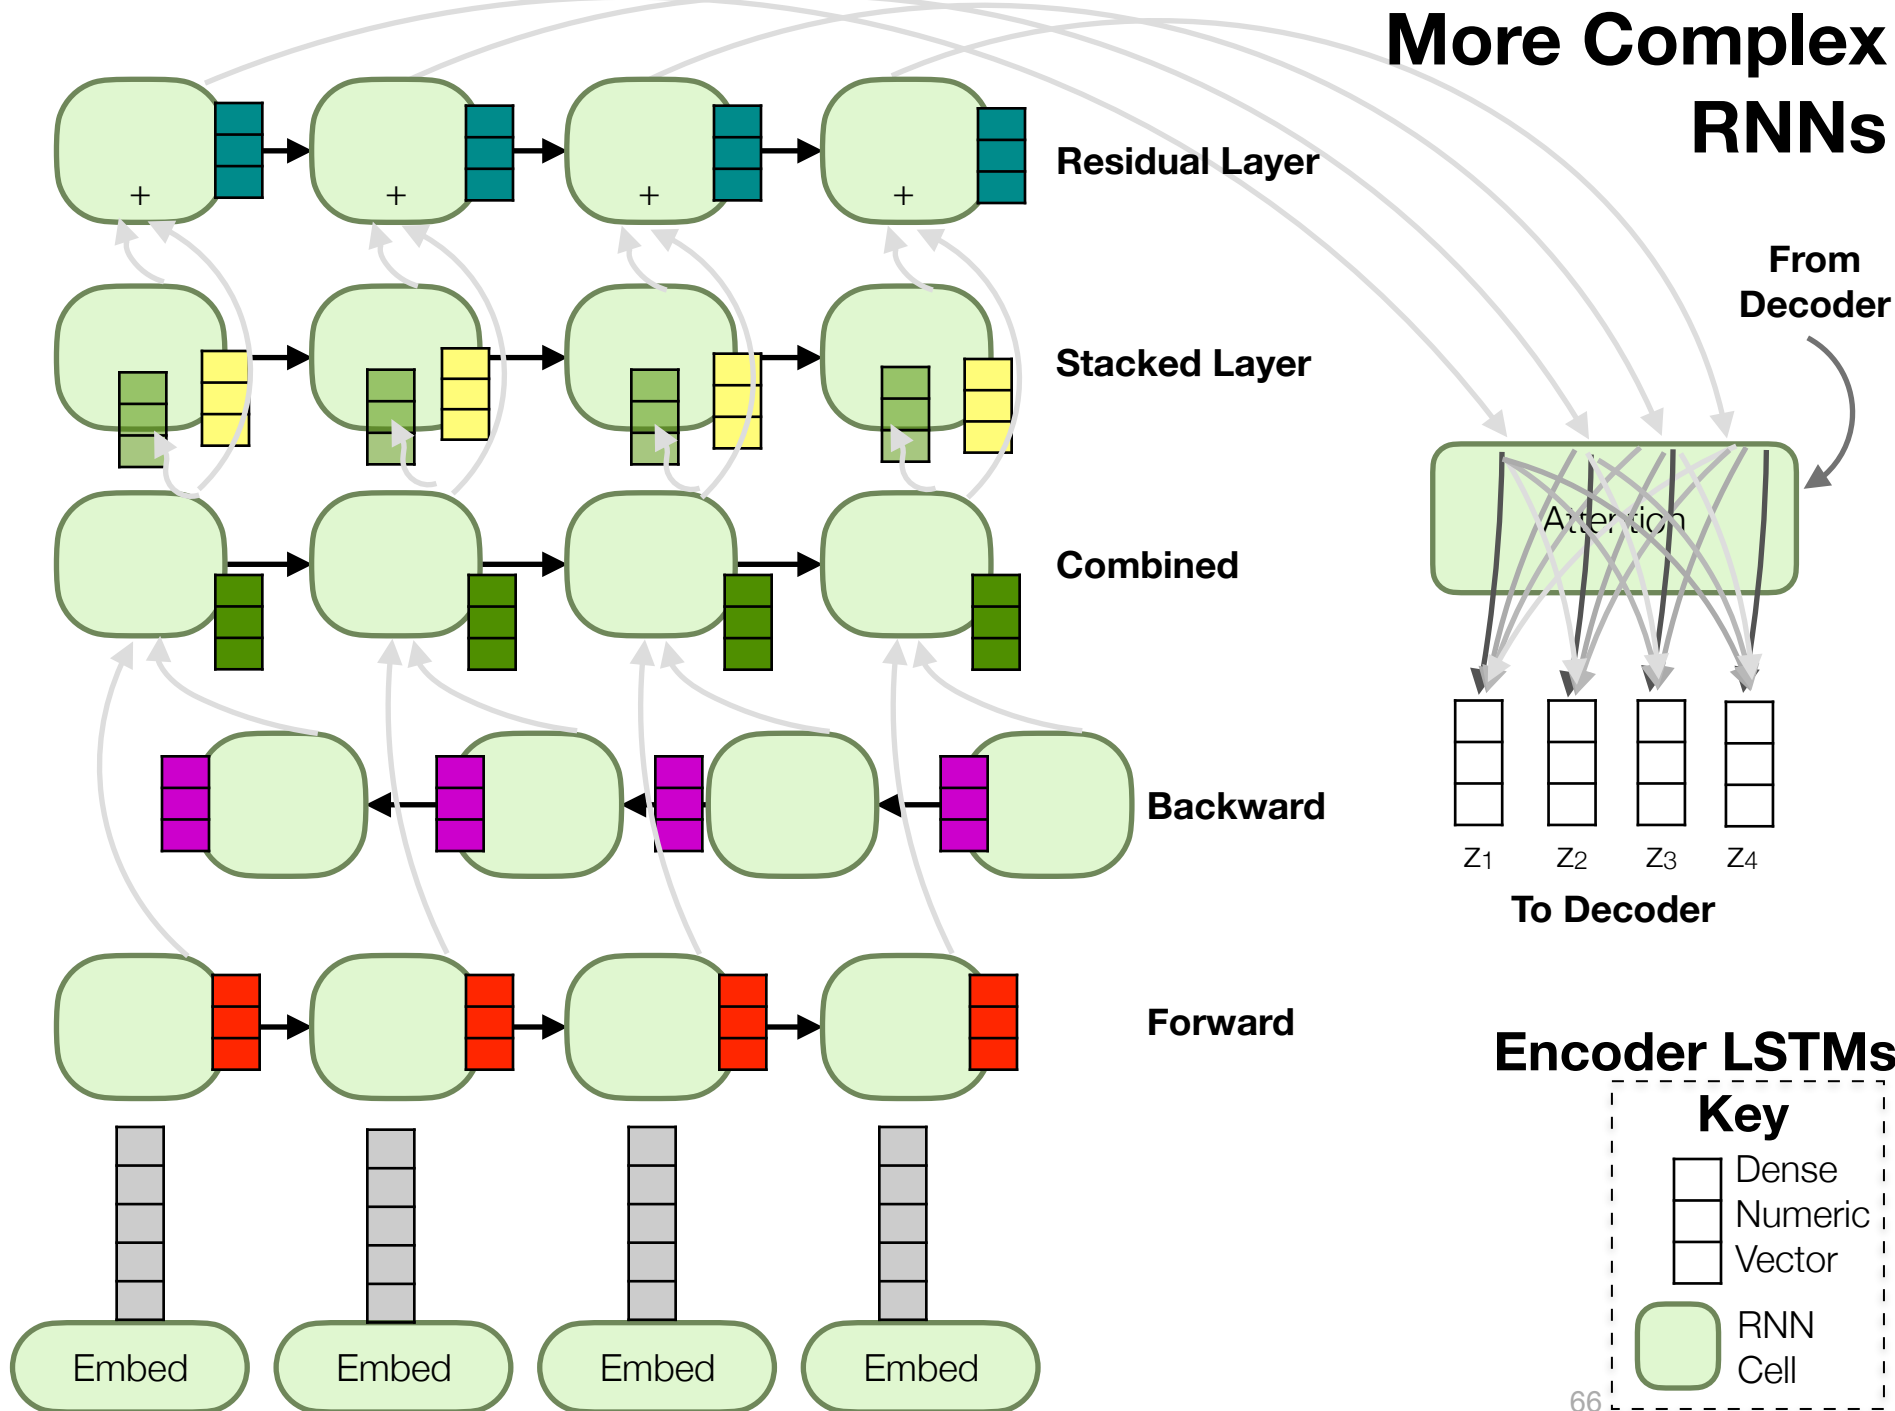 More Complex
RNNs
+
+
+
+
Residual Layer
From
Decoder
Stacked Layer
Attention
Combined
Backward
z1
z2
z3
z4
To Decoder
Forward
Encoder LSTMs
Key
Dense
Numeric
Vector
RNN
Cell
Embed
Embed
Embed
Embed
66